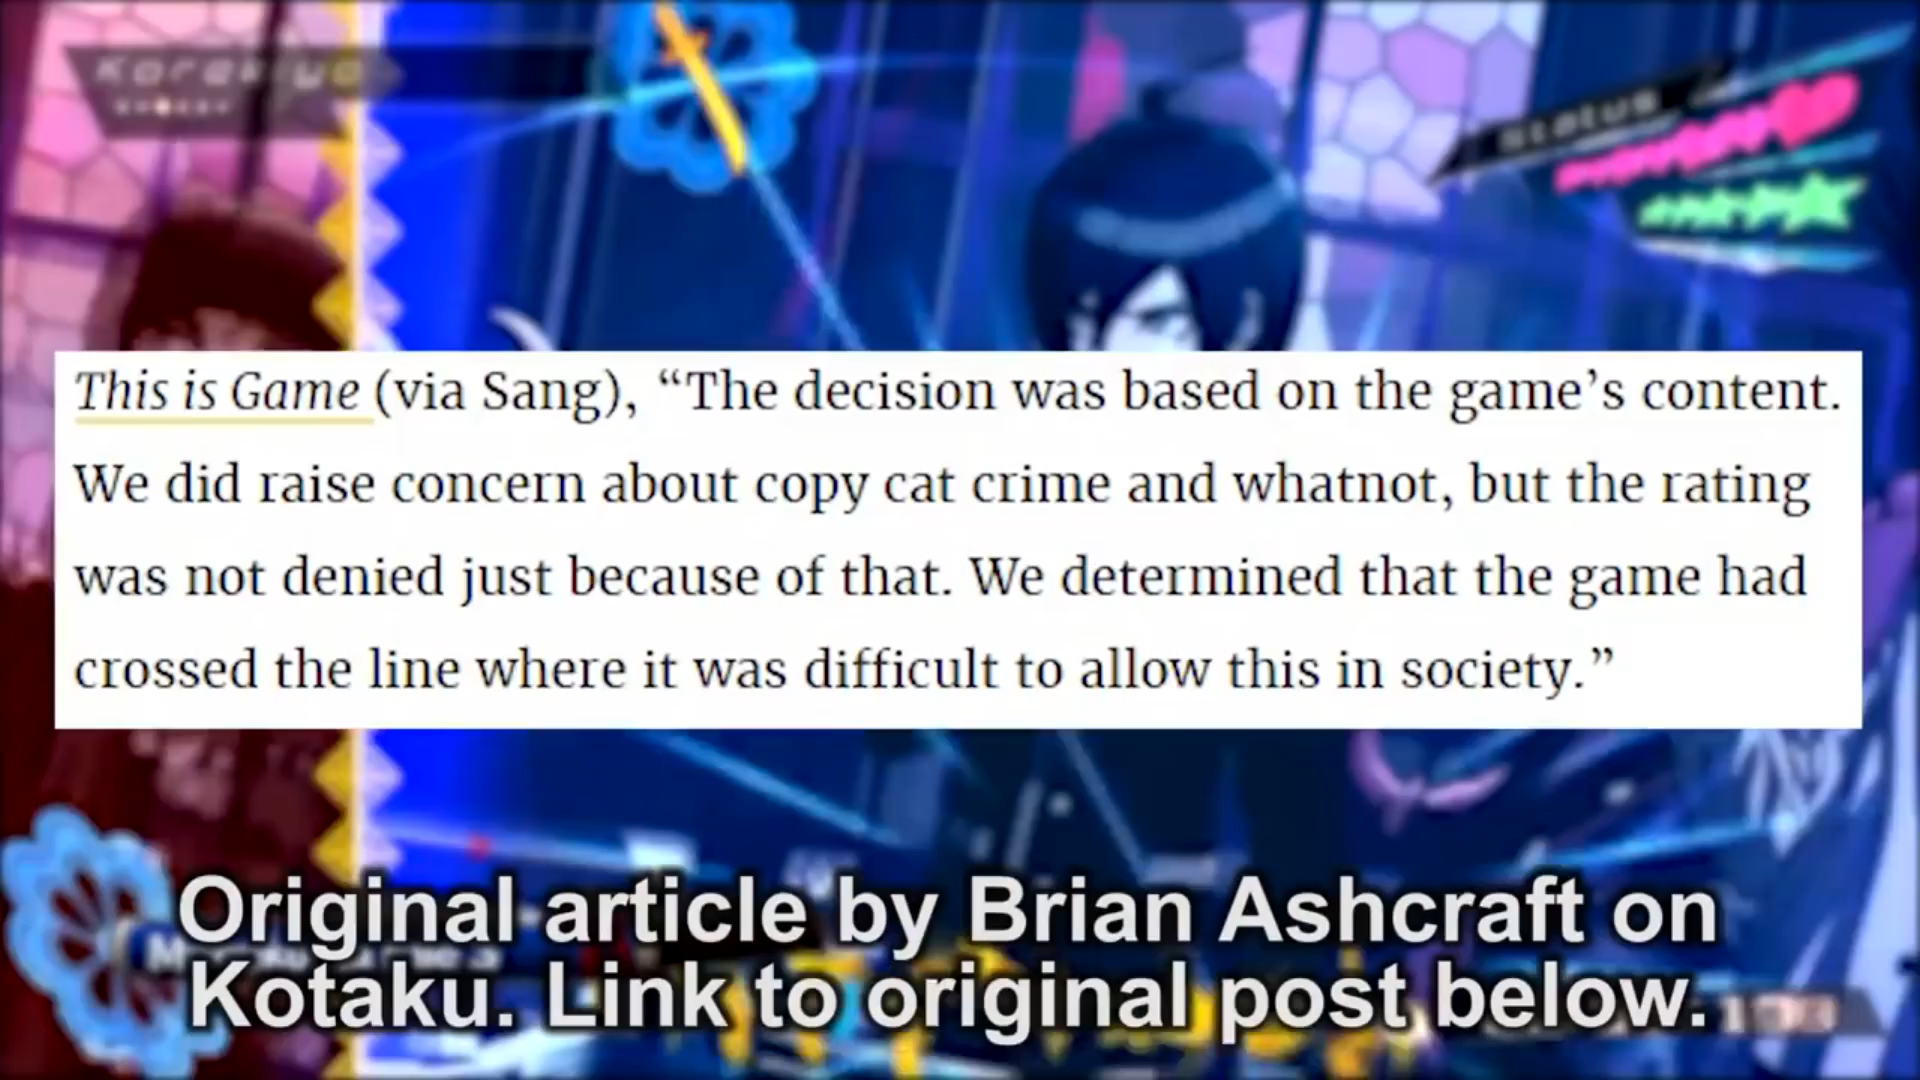 Korekiyo
Status
This is Game (via Sang), “The decision was based on the game’s content.
We did raise concern about copy cat crime and whatnot, but the rating
was not denied just because of that. We determined that the game had
crossed the line where it was difficult to allow this in society.”
Original article by Brian Ashcraft on
Kotaku. Link to original post below.